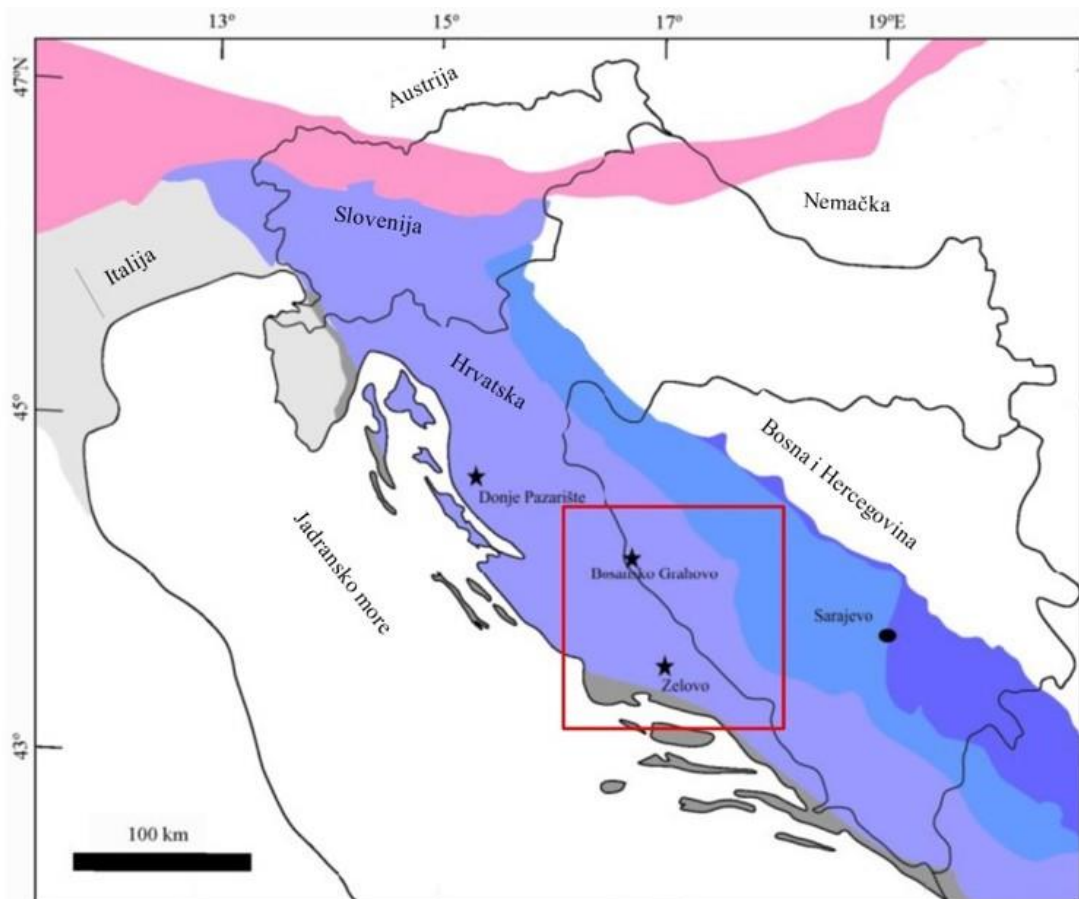 13°
15°
17°
19°E
47°N
Austrija
Nemačka
Slovenija
Italija
Hrvatska
45°
Bosna i Hercegovina
Donje Pazarište
Jadransko more
Bosansko Grahovo
Sarajevo
Zelovo
43°
100 km